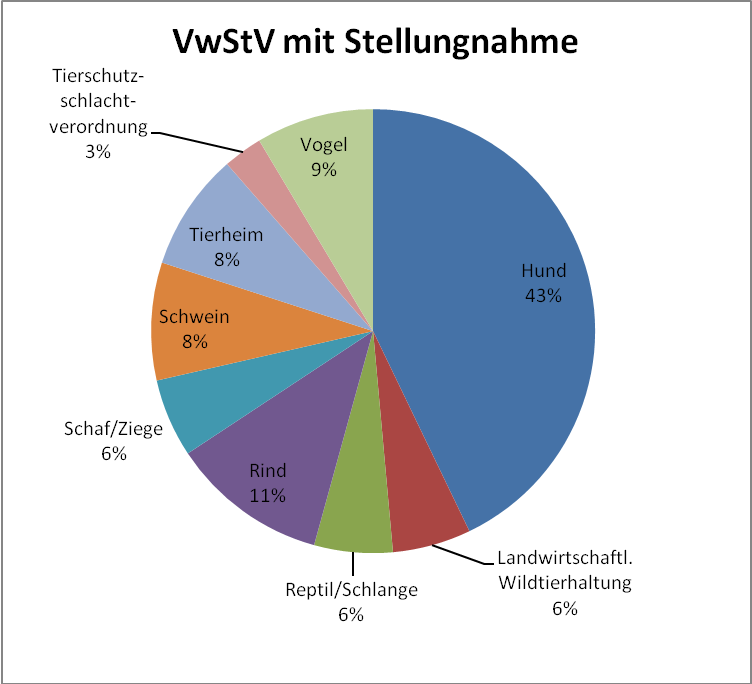 VwStV mit Stellungnahme
Tierschutz-
schlacht-
verordnung
3%
Vogel
9%
Tierheim
8%
Hund
43%
Schwein
8%
Schaf/Ziege
6%
Rind
11%
Reptil/Schlange
6%
Landwirtschaftl.
Wildtierhaltung
6%